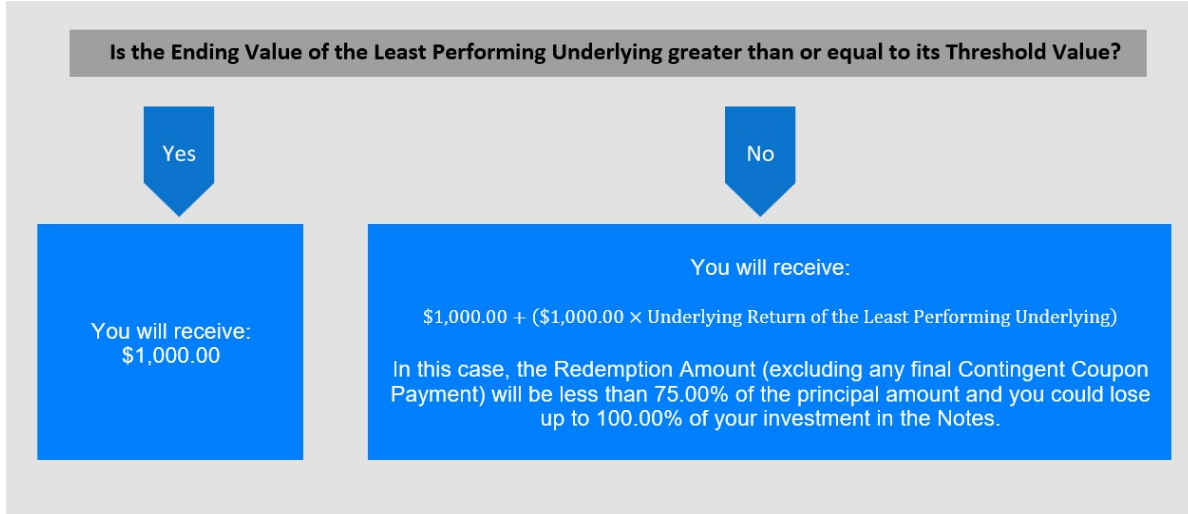 Is the Ending Value of the Least Performing Underlying greater than or equal to its Threshold Value?
Yes
No
You will receive:
$1,000.00
You will receive:
$1,000.00 + ($1,000.00 × Underlying Return of the Least Performing Underlying)
In this case, the Redemption Amount (excluding any final Contingent Coupon
Payment) will be less than 75.00% of the principal amount and you could lose
up to 100.00% of your investment in the Notes.